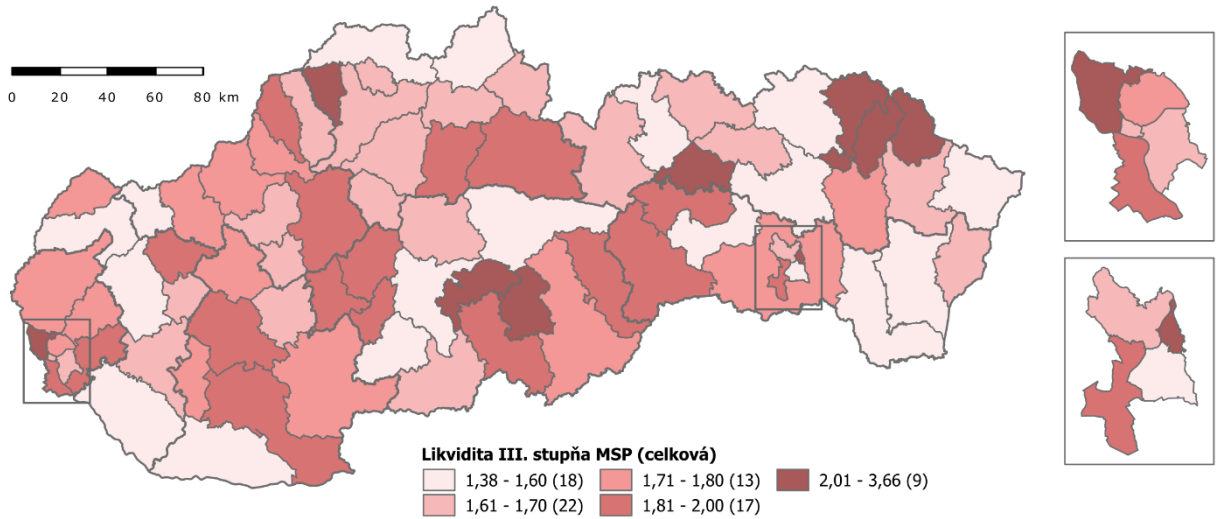 0 20 40 60 80 km
Likvidita III. stupňa MSP (celková)
1,38 - 1,60 (18) 1,71 - 1,80 (13) 2,01 - 3,66 (9)
1,61 - 1,70 (22) 1,81 - 2,00 (17)